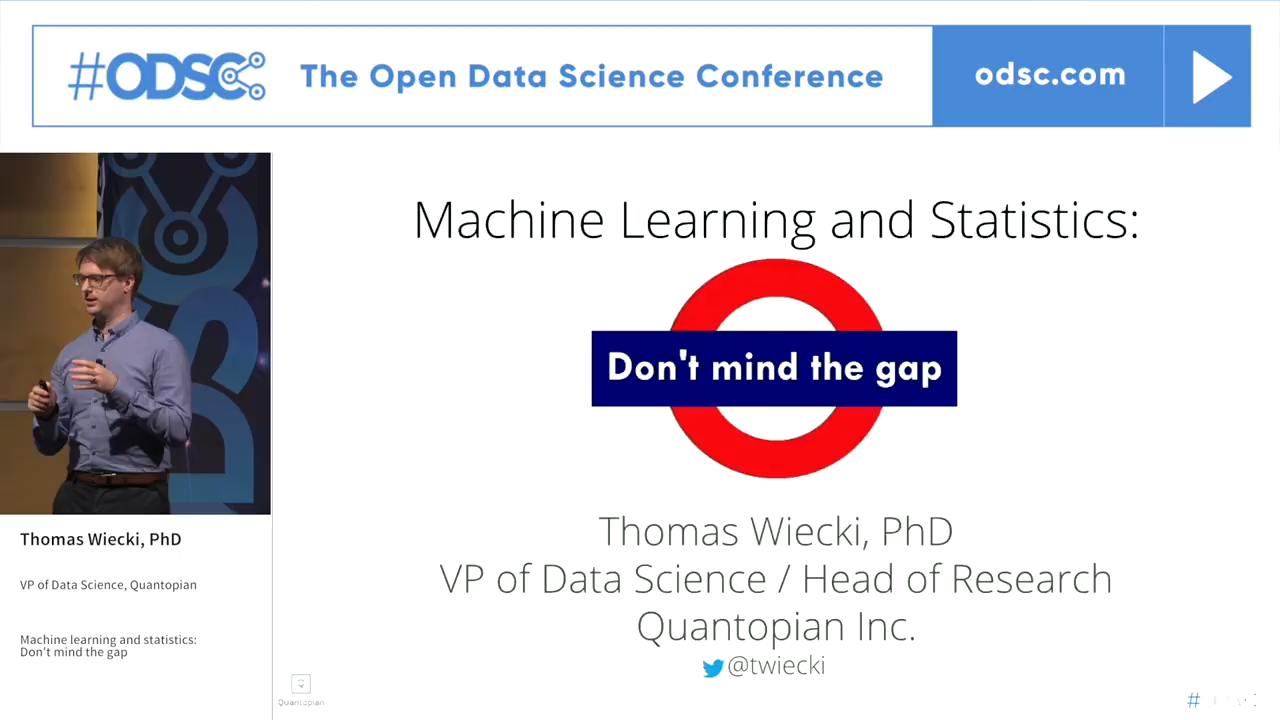 #ODSC
The Open Data Science Conference
odsc.com
Machine Learning and Statistics:
Don't mind the gap
Thomas Wiecki, PhD
VP of Data Science / Head of Research
Quantopian Inc.
@twiecki
Thomas Wiecki, PhD
VP of Data Science, Quantopian
Machine learning and statistics:
Don't mind the gap
Quantopian
#